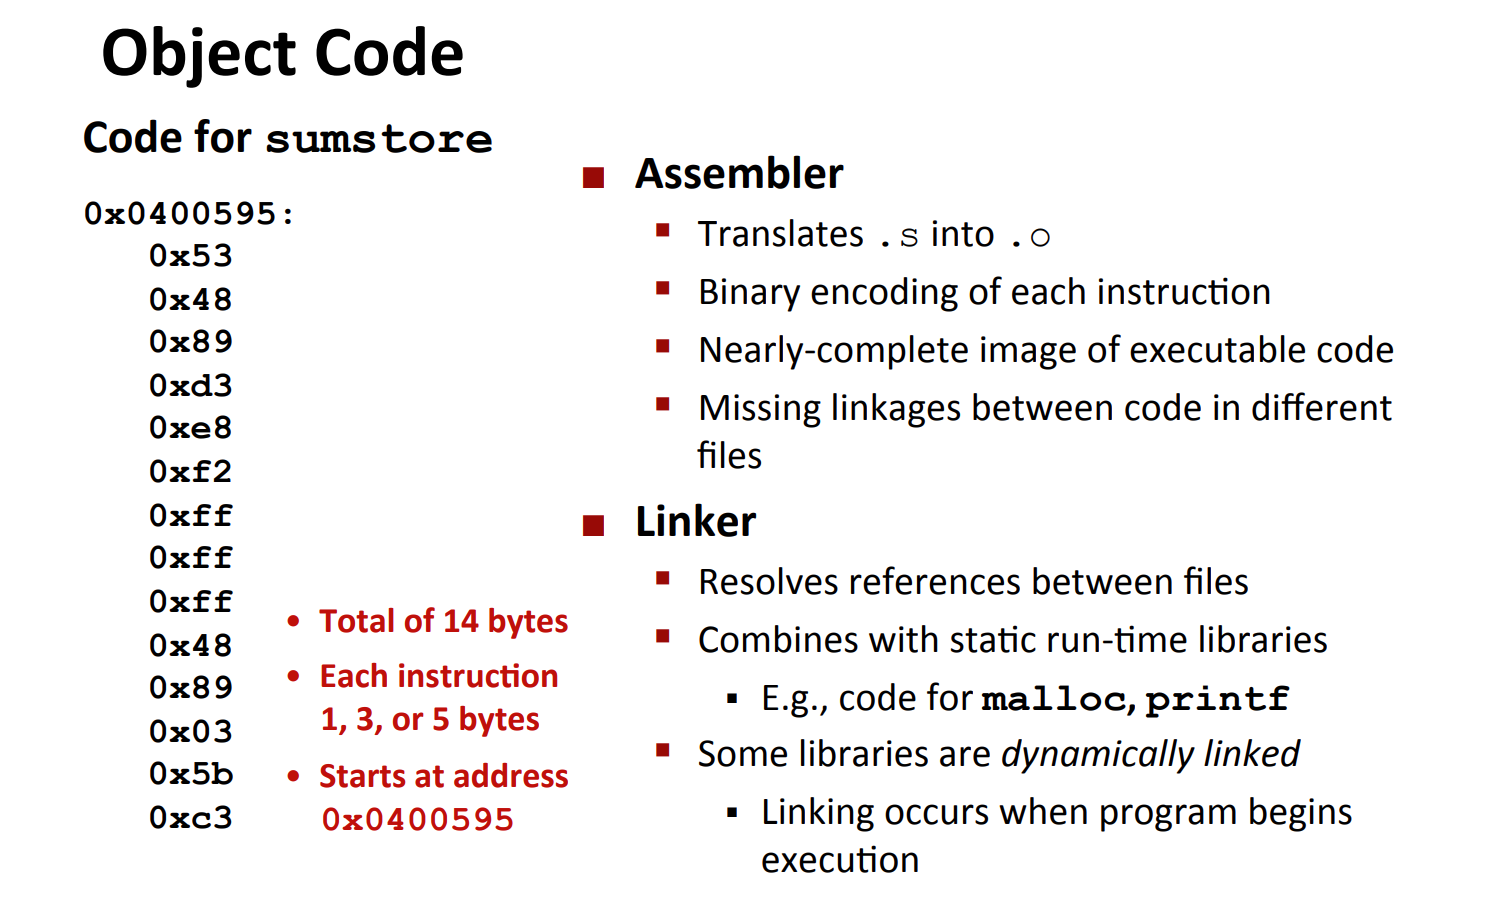 Object Code
Code for sumstore
0x0400595:
0x53
0x48
0x89
0xd3
0xe8
0xf2
0xff
0xff
0xff
0x48
0x89
0x03
0x5b
0xc3
• Total of 14 bytes
• Each instruction
1, 3, or 5 bytes
• Starts at address
0x0400595
■ Assembler
▪ Translates .s into .o
▪ Binary encoding of each instruction
▪ Nearly-complete image of executable code
▪ Missing linkages between code in different
files
■ Linker
▪ Resolves references between files
▪ Combines with static run-time libraries
▪ E.g., code for malloc, printf
▪ Some libraries are dynamically linked
▪ Linking occurs when program begins
execution